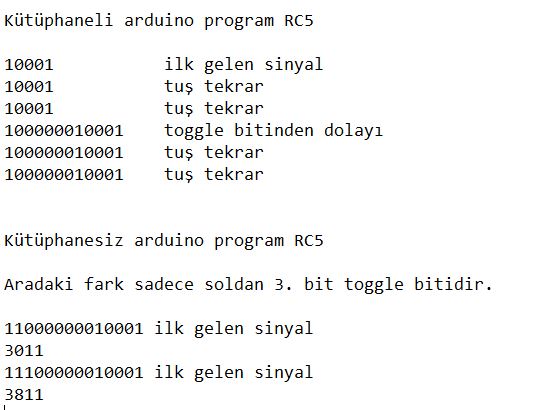 Kütüphaneli arduino program RC5
10001 ilk gelen sinyal
10001 tuş tekrar
10001 tuş tekrar
100000010001 toggle bitinden dolayı
100000010001 tuş tekrar
100000010001 tuş tekrar
Kütüphanesiz arduino program RC5
Aradaki fark sadece soldan 3. bit toggle bitidir.
11000000010001 ilk gelen sinyal
3011
11100000010001 ilk gelen sinyal
3811